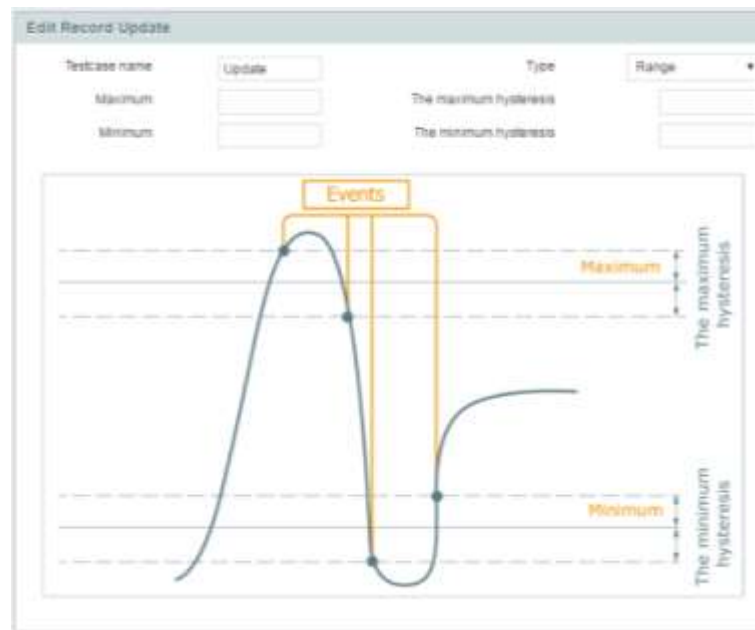 Edit Record Update
Testcase name Update Type Range
Maximum The maximum hysteresis
Minimum The minimum hysteresis
Events
Maximum
The maximum
hysteresis
Minimum
The minimum
hysteresis